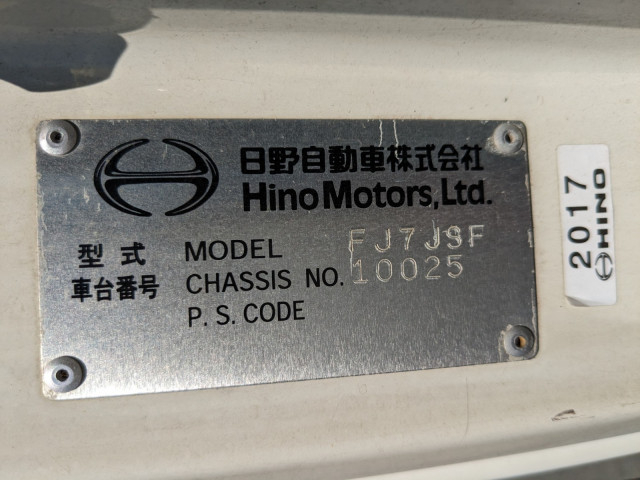 日野自動車株式会社
Hino Motors, Ltd.
型式 MODEL FJ7JSF
車台番号 CHASSIS NO. 10025
P. S. CODE
2017
HINO